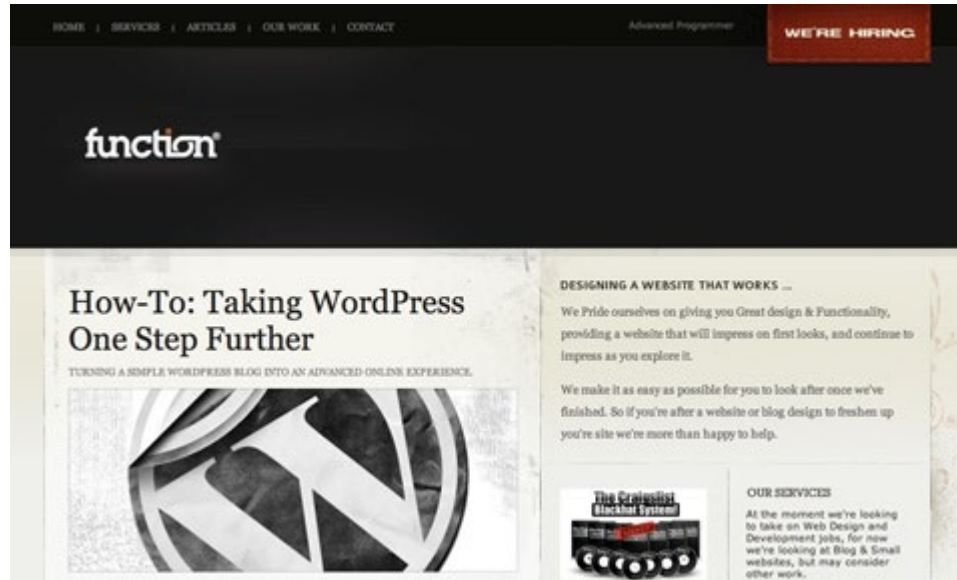 HOME | SERVICES | ARTICLES | OUR WORK | CONTACT
Advanced Programmer
WE'RE HIRING
function®
How-To: Taking WordPress
One Step Further
TURNING A SIMPLE WORDPRESS BLOG INTO AN ADVANCED ONLINE EXPERIENCE.
W
DESIGNING A WEBSITE THAT WORKS ...
We Pride ourselves on giving you Great design & Functionality,
providing a website that will impress on first looks, and continue to
impress as you explore it.
We make it as easy as possible for you to look after once we've
finished. So if you're after a website or blog design to freshen up
you're site we're more than happy to help.
The Craigslist
Blackhat System!
OUR SERVICES
At the moment we're looking
to take on Web Design and
Development jobs, for now
we're looking at Blog & Small
websites, but may consider
other work.